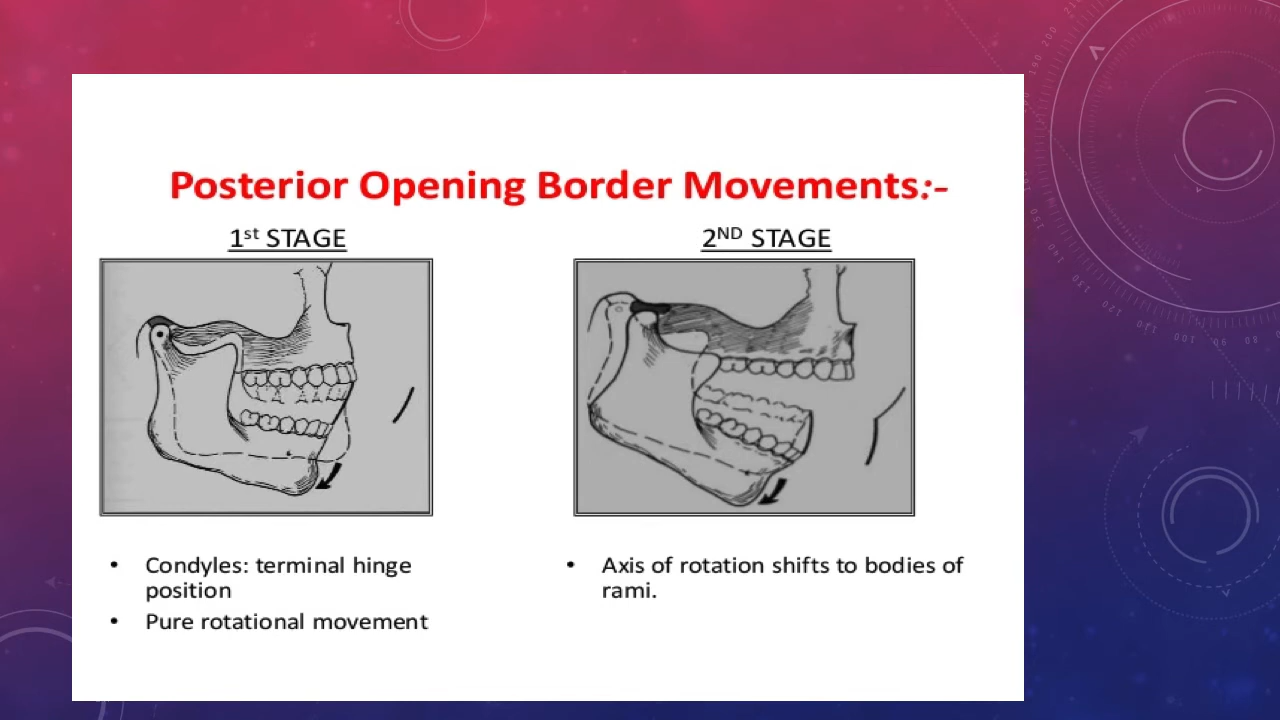 Posterior Opening Border Movements:-
1st STAGE
2ND STAGE
• Condyles: terminal hinge
position
• Pure rotational movement
• Axis of rotation shifts to bodies of
rami.